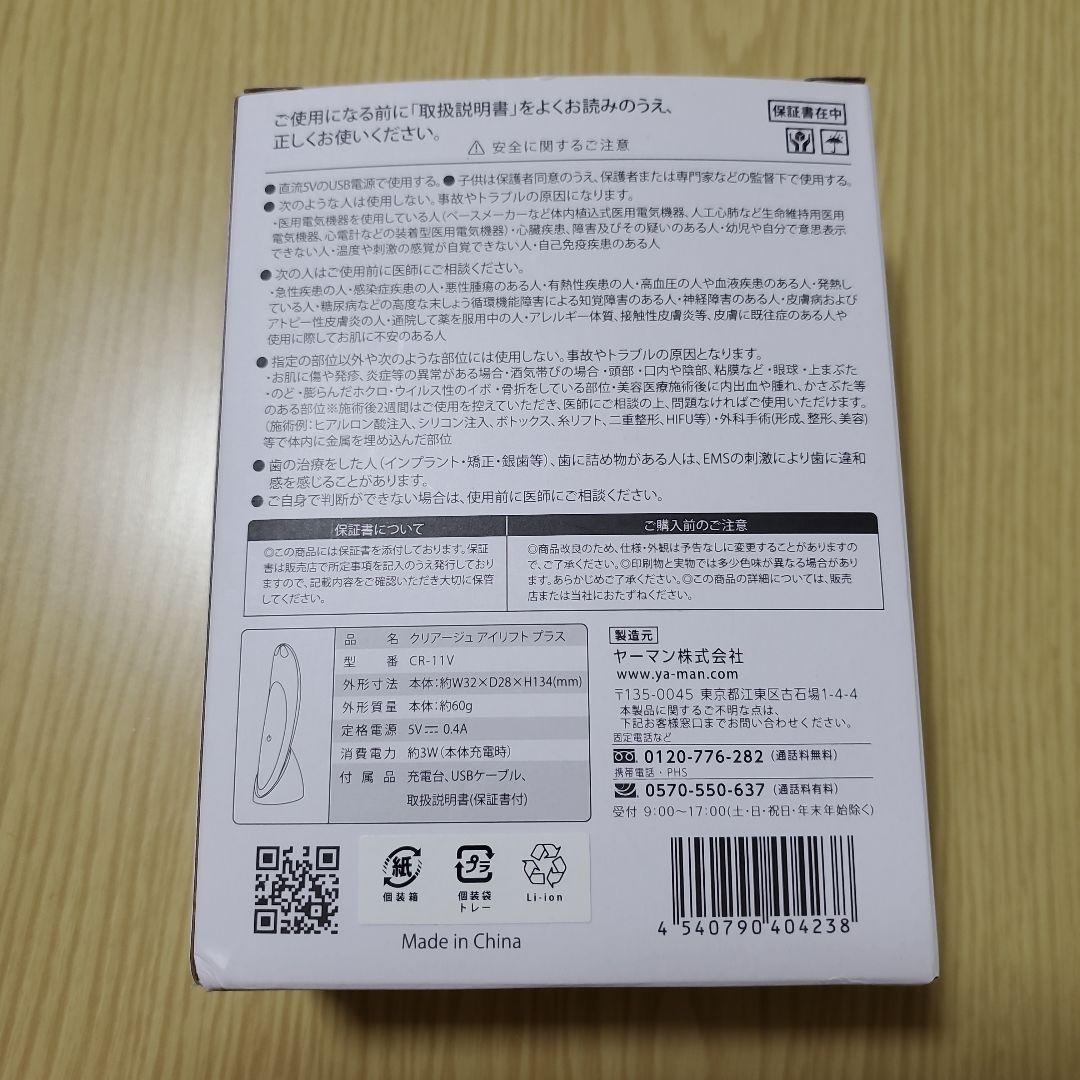 ご使用になる前に「取扱説明書」をよくお読みのうえ、
正しくお使いください。
保証書在中
⚠ 安全に関するご注意
●直流5VのUSB電源で使用する。●子供は保護者同意のうえ、保護者または専門家などの監督下で使用する。
●次のような人は使用しない。事故やトラブルの原因になります。
・医用電気機器を使用している人（ペースメーカーなど体内植込式医用電気機器、人工心肺など生命維持用医用
電気機器、心電計などの装着型医用電気機器）・心臓疾患、障害及びその疑いのある人・幼児や自分で意思表示
できない人・温度や刺激の感覚が自覚できない人・自己免疫疾患のある人
●次の人はご使用前に医師にご相談ください。
・急性疾患の人・感染症疾患の人・悪性腫瘍のある人・有熱性疾患の人・高血圧の人や血液疾患のある人・発熱し
ている人・糖尿病などの高度な末しょう循環機能障害による知覚障害のある人・神経障害のある人・皮膚病および
アトピー性皮膚炎の人・通院して薬を服用中の人・アレルギー体質、接触性皮膚炎等、皮膚に既往症のある人や
使用に際してお肌に不安のある人
●指定の部位以外や次のような部位には使用しない。事故やトラブルの原因となります。
・お肌に傷や発疹、炎症等の異常がある場合・酒気帯びの場合・頭部・口内や陰部、粘膜など・眼球・上まぶた
・のど・膨らんだホクロ・ウイルス性のイボ・骨折をしている部位・美容医療施術後に内出血や腫れ、かさぶた等
のある部位※施術後2週間はご使用を控えていただき、医師にご相談の上、問題なければご使用いただけます。
（施術例：ヒアルロン酸注入、シリコン注入、ボトックス、糸リフト、二重整形、HIFU等）・外科手術（形成、整形、美容）
等で体内に金属を埋め込んだ部位
●歯の治療をした人（インプラント・矯正・銀歯等）、歯に詰め物がある人は、EMSの刺激により歯に違和
感を感じることがあります。
●ご自身で判断ができない場合は、使用前に医師にご相談ください。
保証書について
◎この商品には保証書を添付しております。保証
書は販売店で所定事項を記入のうえ発行しており
ますので、記載内容をご確認いただき大切に保管
してください。
ご購入前のご注意
◎商品改良のため、仕様・外観は予告なしに変更することがありますの
で、ご了承ください。◎印刷物と実物では多少色味が異なる場合があり
ます。あらかじめご了承ください。◎この商品の詳細については、販売
店または当社におたずねください。
品 名 クリアージュ アイリフト プラス
型 番 CR-11V
外形寸法 本体：約W32×D28×H134(mm)
外形質量 本体：約60g
定格電源 5V⎓ 0.4A
消費電力 約3W（本体充電時）
付属品 充電台、USBケーブル、
取扱説明書（保証書付）
製造元
ヤーマン株式会社
www.ya-man.com
〒135-0045 東京都江東区古石場1-4-4
本製品に関するご不明な点は、
下記お客様窓口までお問い合わせください。
固定電話など
0120-776-282（通話料無料）
携帯電話・PHS
0570-550-637（通話料有料）
受付 9:00～17:00(土・日・祝日・年末年始除く）
紙
個装箱
プラ
個装袋
トレー
Li-ion
Made in China
4 540790 404238